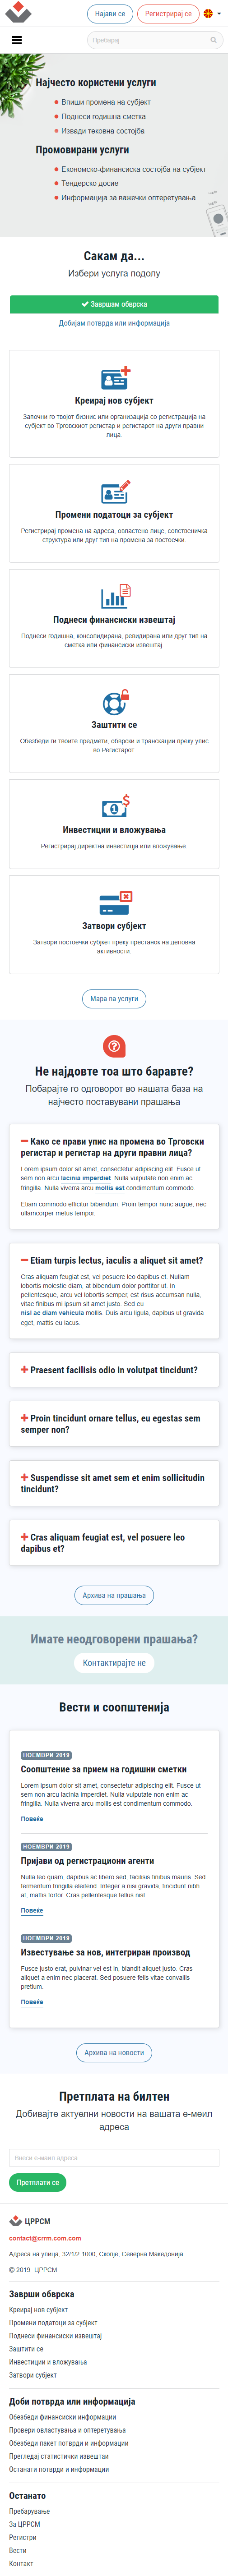 Најави се
Регистрирај се
Пребарај
Најчесто користени услуги
Впиши промена на субјект
Поднеси годишна сметка
Извади тековна состојба
Промовирани услуги
Економско-финансиска состојба на субјект
Тендерско досие
Информација за важечки оптеретувања
Сакам да...
Избери услуга подолу
Завршам обврска
Добијам потврда или информација
Креирај нов субјект
Започни го твојот бизнис или организација со регистрација на
субјект во Трговскиот регистар и регистарот на други правни
лица.
Промени податоци за субјект
Регистрирај промена на адреса, овластено лице, сопственичка
структура или друг тип на промена за постоечки.
Поднеси финансиски извештај
Поднеси годишна, консолидирана, ревидирана или друг тип на
сметка или финансиски извештај.
Заштити се
Обезбеди ги твоите предмети, обврски и транскации преку упис
во Регистарот.
Инвестиции и вложувања
Регистрирај директна инвестиција или вложување.
Затвори субјект
Затвори постоечки субјект преку престанок на деловна
активности.
Мара па услуги
Не најдовте тоа што баравте?
Побарајте го одговорот во нашата база на
најчесто поставувани прашања
Како се прави упис на промена во Трговски
регистар и регистар на други правни лица?
Lorem ipsum dolor sit amet, consectetur adipiscing elit. Fusce ut
sem non arcu lacinia imperdiet. Nulla vulputate non enim ac
fringilla. Nulla viverra arcu mollis est condimentum commodo.
Etiam commodo efficitur bibendum. Proin tempor nunc augue, nec
ullamcorper metus tempor.
Etiam turpis lectus, iaculis a aliquet sit amet?
Cras aliquam feugiat est, vel posuere leo dapibus et. Nullam
lobortis molestie diam, at bibendum dolor porttitor ut. In
pellentesque, arcu vel lobortis semper, est risus accumsan nulla,
vitae finibus mi ipsum sit amet justo. Sed eu
nisl ac diam vehicula mollis. Duis arcu ligula, dapibus ut gravida
eget, mattis eu lacus.
Praesent facilisis odio in volutpat tincidunt?
Proin tincidunt ornare tellus, eu egestas sem
semper non?
Suspendisse sit amet sem et enim sollicitudin
tincidunt?
Cras aliquam feugiat est, vel posuere leo
dapibus et?
Архива на прашања
Имате неодговорени прашања?
Контактирајте не
Вести и соопштенија
НОЕМВРИ 2019
Соопштение за прием на годишни сметки
Lorem ipsum dolor sit amet, consectetur adipiscing elit. Fusce ut
sem non arcu lacinia imperdiet. Nulla vulputate non enim ac
fringilla. Nulla viverra arcu mollis est condimentum commodo.
Повеќе
НОЕМВРИ 2019
Пријави од регистрациони агенти
Nulla leo quam, dapibus ac libero sed, facilisis finibus mauris. Sed
fermentum fringilla eleifend. Integer a nisi gravida, tincidunt nibh
at, mattis tortor. Cras pellentesque tellus nisl.
Повеќе
НОЕМВРИ 2019
Известување за нов, интегриран производ
Fusce justo erat, pulvinar vel est in, blandit aliquet justo. Cras
aliquet a enim nec placerat. Sed posuere felis vitae convallis
pretium.
Повеќе
Архива на новости
Претплата на билтен
Добивајте актуелни новости на вашата е-меил
адреса
Внеси е-меил адреса
Претплати се
ЦРРСМ
contact@crrm.com.com
Адреса на улица, 32/1/2 1000, Скопје, Северна Македонија
© 2019 ЦРРСМ
Заврши обврска
Креирај нов субјект
Промени податоци за субјект
Поднеси финансиски извештај
Заштити се
Инвестиции и вложувања
Затвори субјект
Доби потврда или информација
Обезбеди финансиски информации
Провери овластувања и оптеретувања
Обезбеди пакет потврди и информации
Прегледај статистички извештаи
Останати потврди и информации
Останато
Пребарување
За ЦРРСМ
Регистри
Вести
Контакт